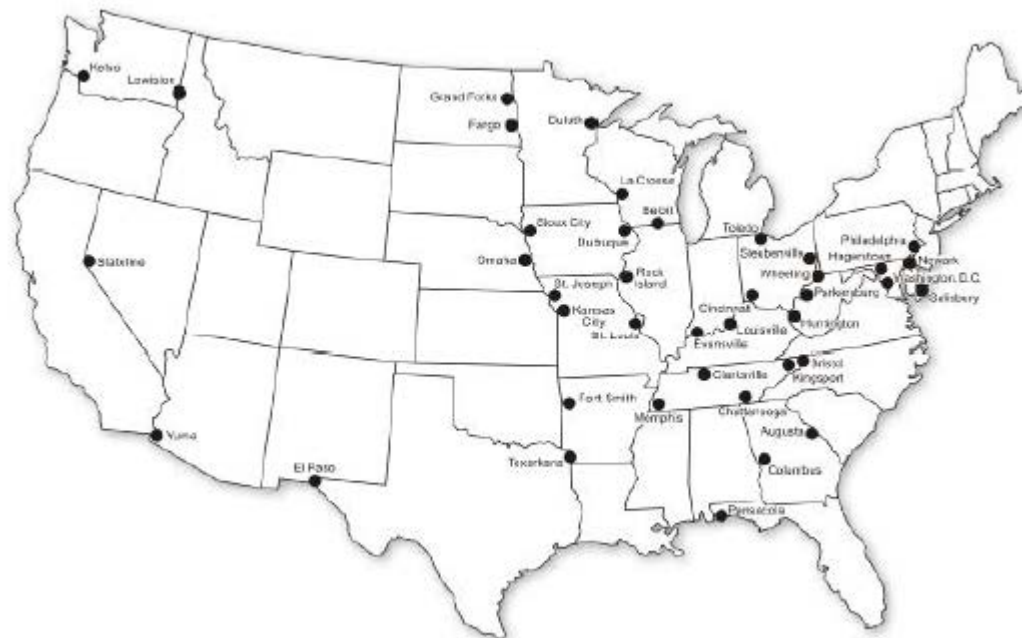 Kelso
Lewiston
Grand Forks
Fargo
Duluth
La Crosse
Beloit
Sioux City
Dubuque
Toledo
Philadelphia
Steubenville
Hagerstown
Newark
Stateline
Omaha
Rock
Island
Wheeling
Washington, D.C.
St. Joseph
Parkersburg
Salisbury
Kansas
City
Cincinnati
St. Louis
Louisville
Huntington
Evansville
Bristol
Clarksville
Kingsport
Fort Smith
Memphis
Chattanooga
Yuma
Augusta
Texarkana
El Paso
Columbus
Pensacola